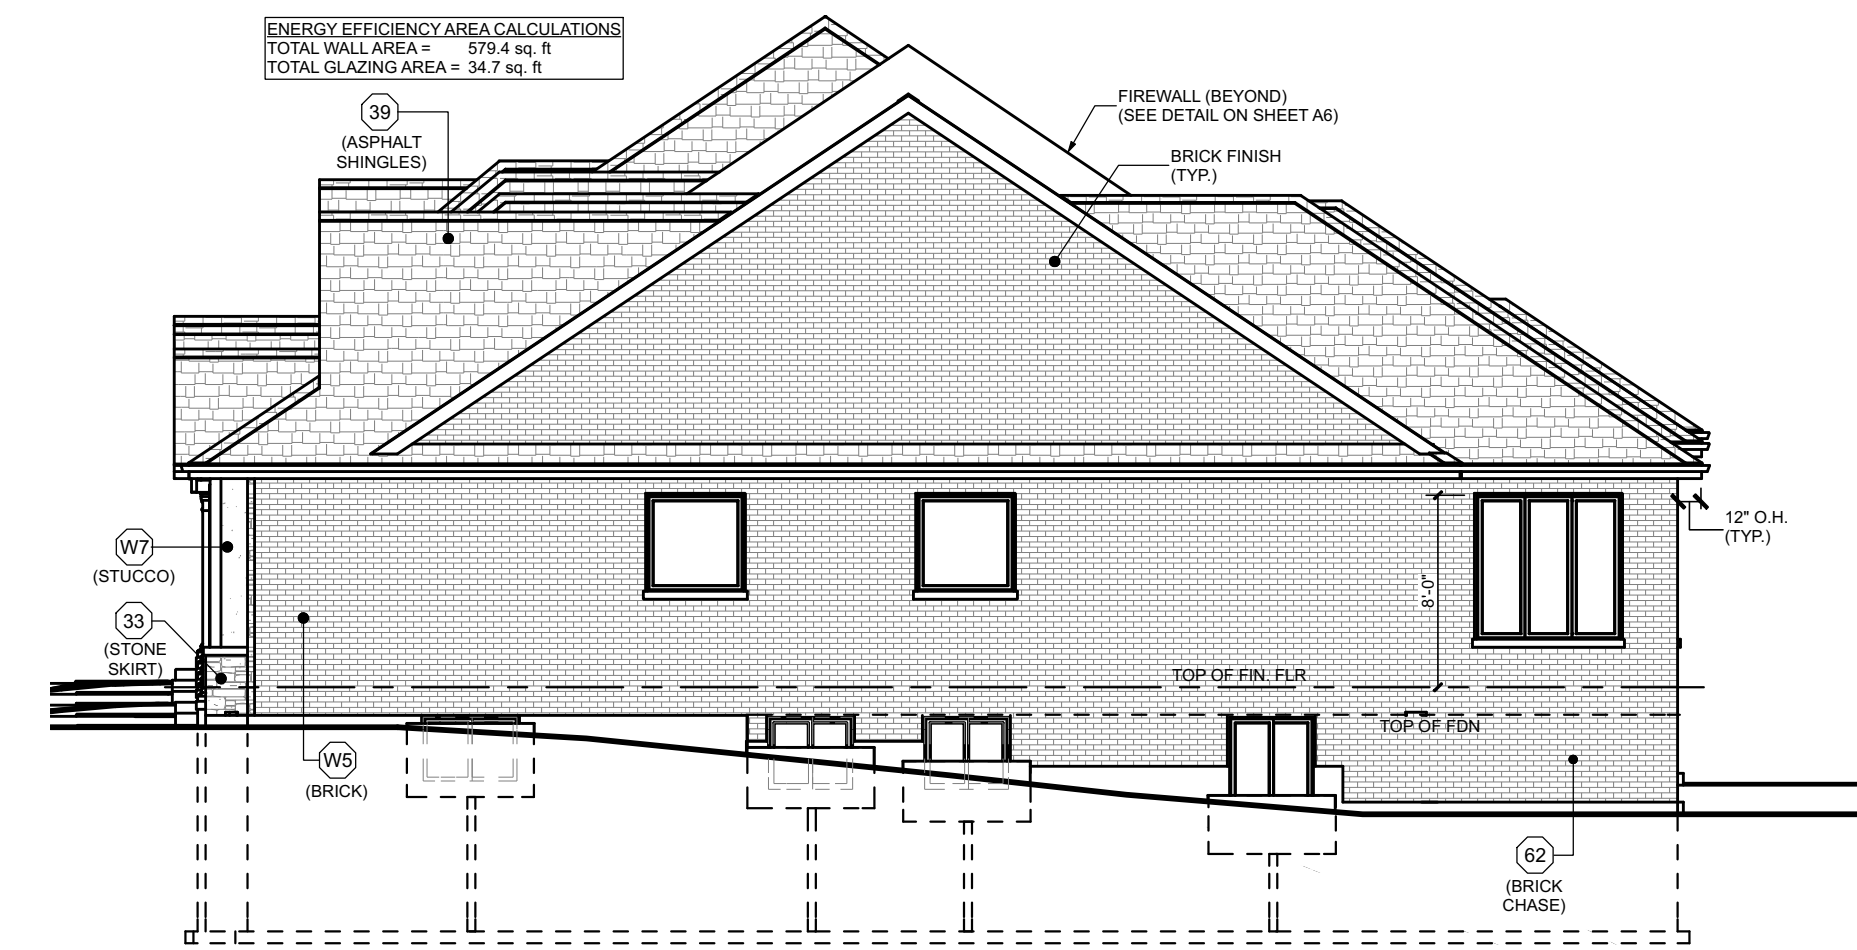 ENERGY EFFICIENCY AREA CALCULATIONS
TOTAL WALL AREA = 579.4 sq. ft
TOTAL GLAZING AREA = 34.7 sq. ft
39
(ASPHALT
SHINGLES)
FIREWALL (BEYOND)
(SEE DETAIL ON SHEET A6)
BRICK FINISH
(TYP.)
12" O.H.
(TYP.)
W7
(STUCCO)
8'-0"
33
(STONE
SKIRT)
TOP OF FIN. FLR
TOP OF FDN
W5
(BRICK)
62
(BRICK
CHASE)